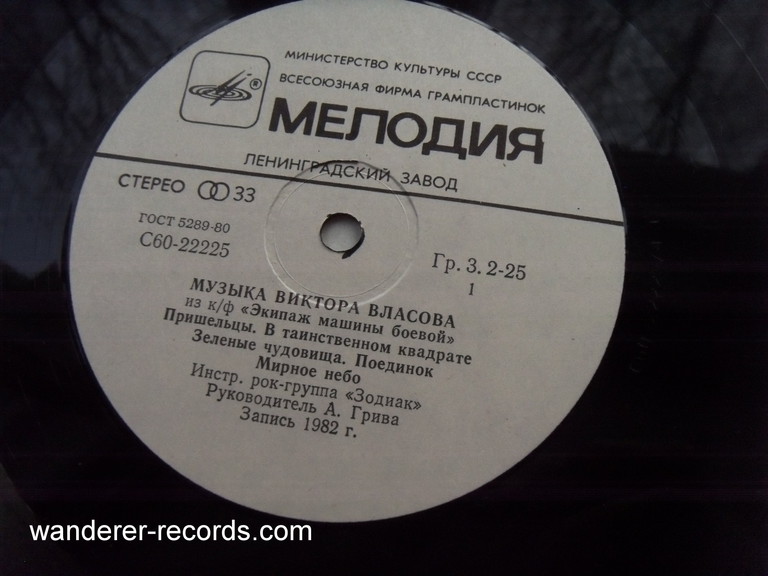 МИНИСТЕРСТВО КУЛЬТУРЫ СССР
ВСЕСОЮЗНАЯ ФИРМА ГРАМПЛАСТИНОК
®
МЕЛОДИЯ
ЛЕНИНГРАДСКИЙ ЗАВОД
СТЕРЕО 33
ГОСТ 5289-80
С60-22225
Гр. 3. 2-25
1
МУЗЫКА ВИКТОРА ВЛАСОВА
из к/ф «Экипаж машины боевой»
Пришельцы. В таинственном квадрате
Зеленые чудовища. Поединок
Мирное небо
Инстр. рок-группа «Зодиак»
Руководитель А. Грива
Запись 1982 г.
wanderer-records.com